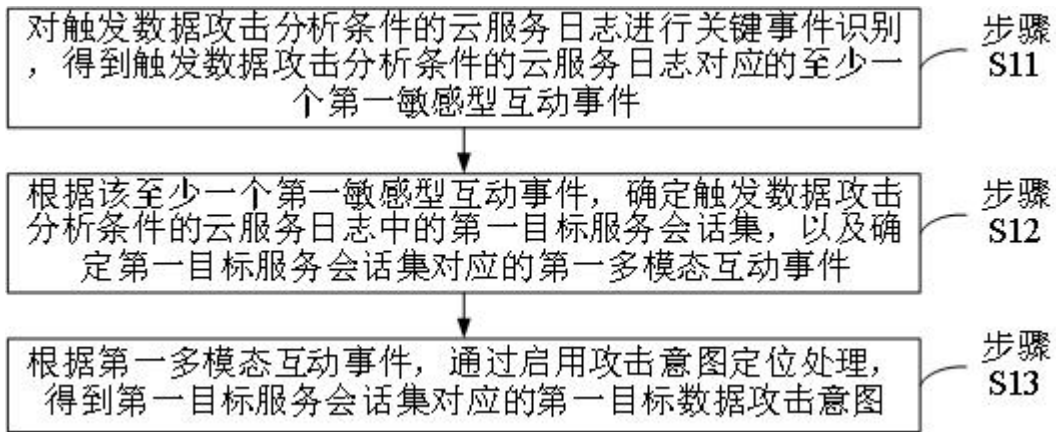 对触发数据攻击分析条件的云服务日志进行关键事件识别
，得到触发数据攻击分析条件的云服务日志对应的至少一
个第一敏感型互动事件
步骤
S11
根据该至少一个第一敏感型互动事件，确定触发数据攻击
分析条件的云服务日志中的第一目标服务会话集，以及确
定第一目标服务会话集对应的第一多模态互动事件
步骤
S12
根据第一多模态互动事件，通过启用攻击意图定位处理，
得到第一目标服务会话集对应的第一目标数据攻击意图
步骤
S13